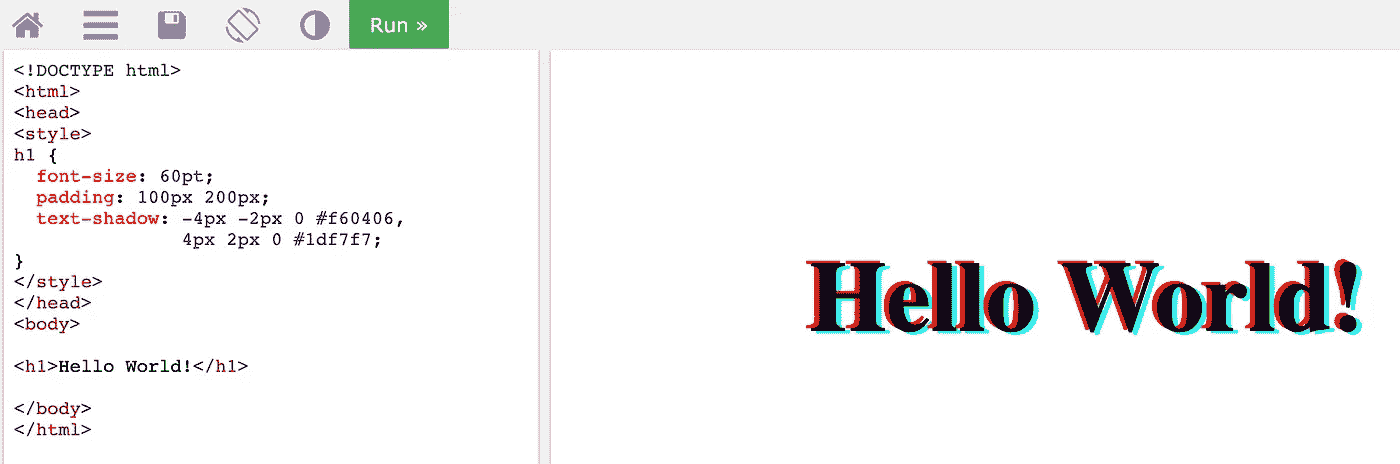 Run »
<!DOCTYPE html>
<html>
<head>
<style>
h1 {
  font-size: 60pt;
  padding: 100px 200px;
  text-shadow: -4px -2px 0 #f60406,
               4px 2px 0 #1df7f7;
}
</style>
</head>
<body>
<h1>Hello World!</h1>
</body>
</html>
Hello World!